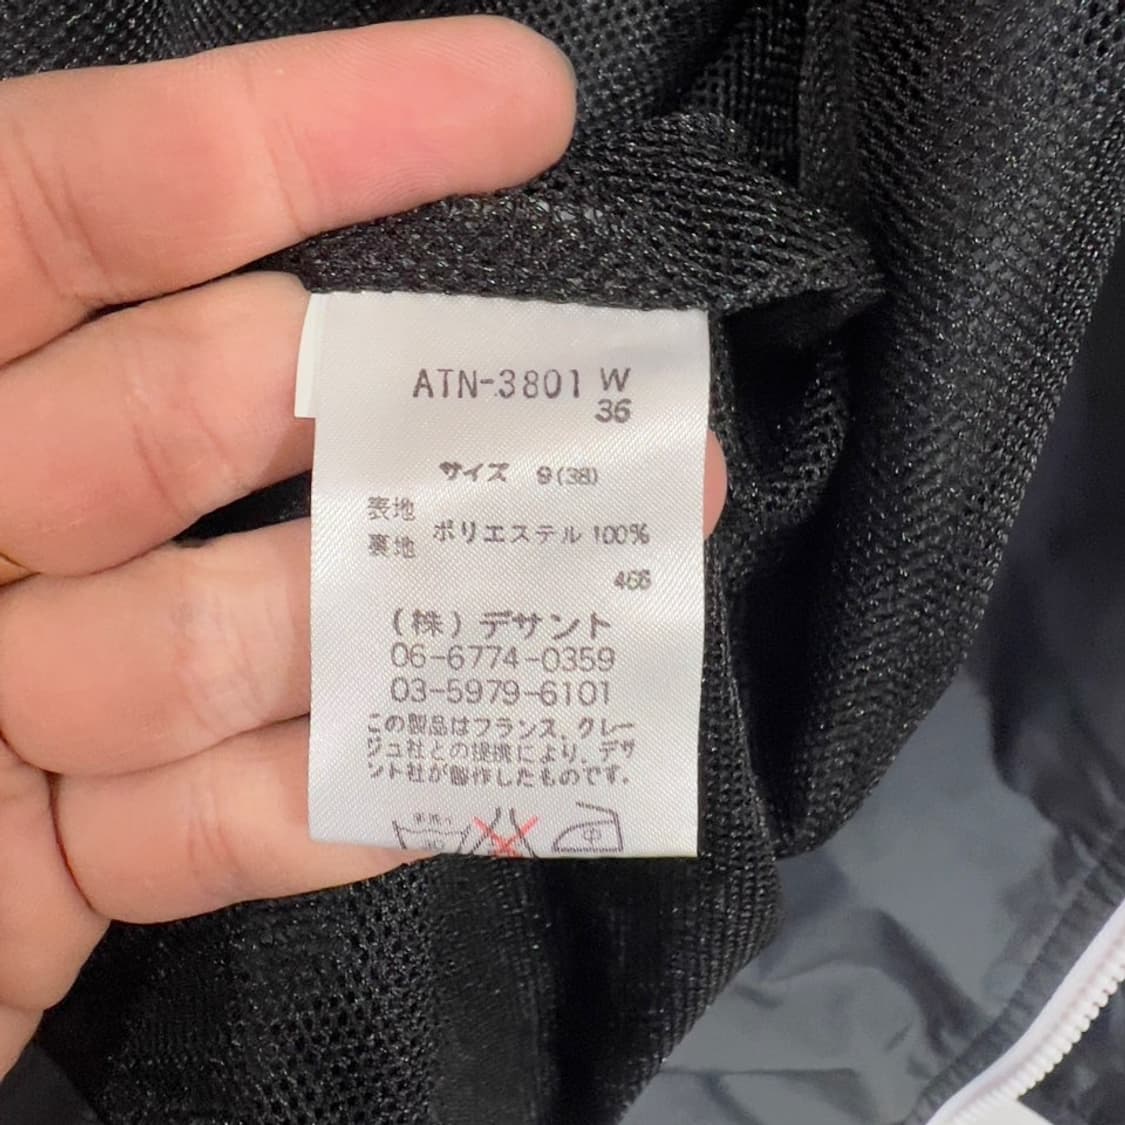 ATN-3801 W
36
サイズ 9(38)
表地
ポリエステル 100%
裏地
466
(株)デサント
06-6774-0359
03-5979-6101
この製品はフランス、グレー
ジュ社との提携により、デサ
ント社が製作したものです。
中